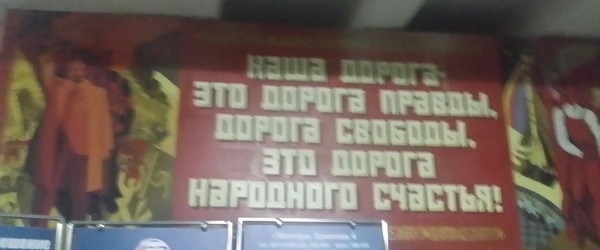 НАША ДОРОГА-
ЭТО ДОРОГА ПРАВДЫ,
ДОРОГА СВОБОДЫ,
ЭТО ДОРОГА
НАРОДНОГО СЧАСТЬЯ!